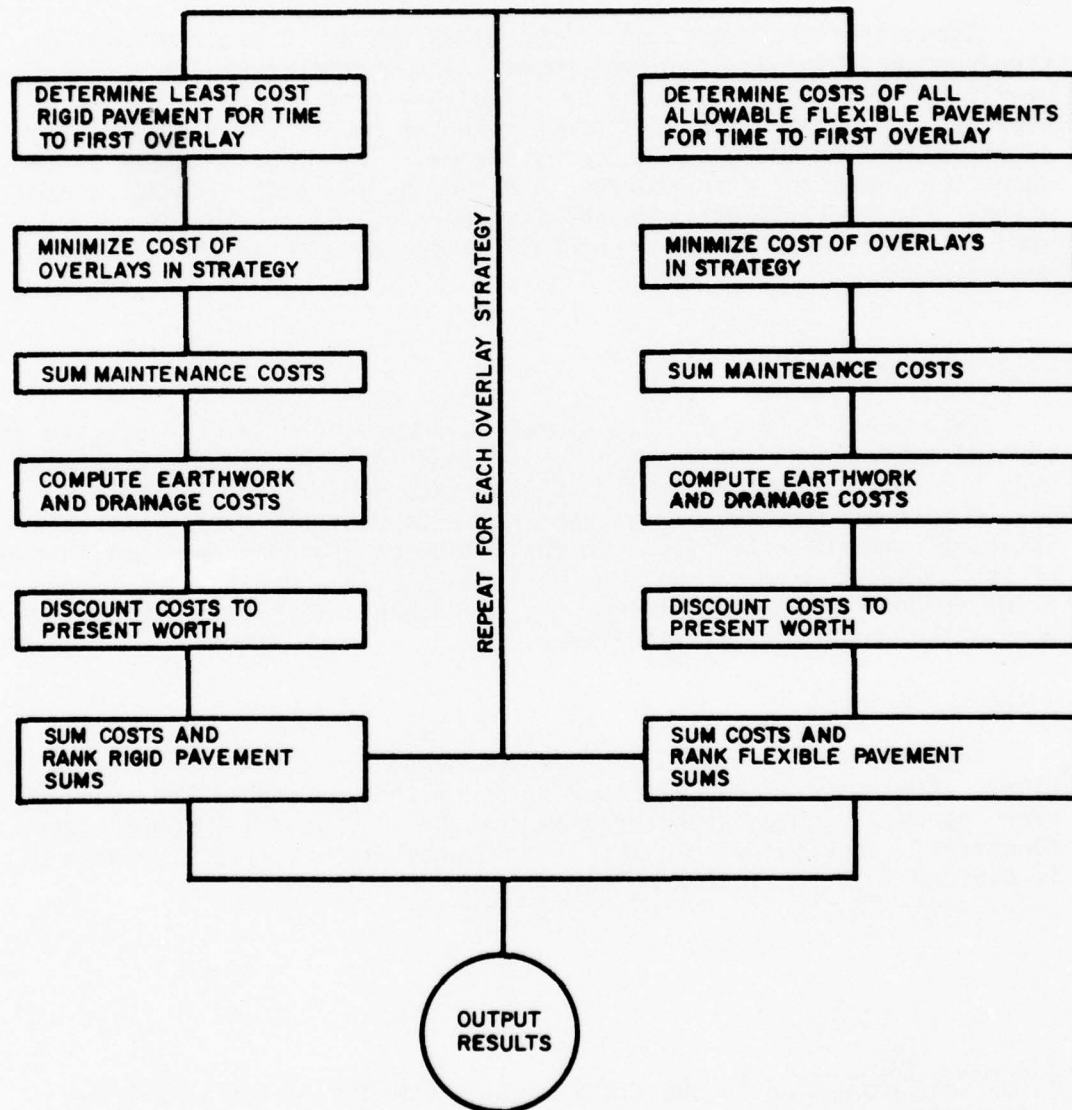 DETERMINE LEAST COST
RIGID PAVEMENT FOR TIME
TO FIRST OVERLAY
MINIMIZE COST OF
OVERLAYS IN STRATEGY
SUM MAINTENANCE COSTS
COMPUTE EARTHWORK
AND DRAINAGE COSTS
DISCOUNT COSTS TO
PRESENT WORTH
SUM COSTS AND
RANK RIGID PAVEMENT
SUMS
REPEAT FOR EACH OVERLAY STRATEGY
DETERMINE COSTS OF ALL
ALLOWABLE FLEXIBLE PAVEMENTS
FOR TIME TO FIRST OVERLAY
MINIMIZE COST OF OVERLAYS
IN STRATEGY
SUM MAINTENANCE COSTS
COMPUTE EARTHWORK
AND DRAINAGE COSTS
DISCOUNT COSTS TO
PRESENT WORTH
SUM COSTS AND
RANK FLEXIBLE PAVEMENT
SUMS
OUTPUT
RESULTS